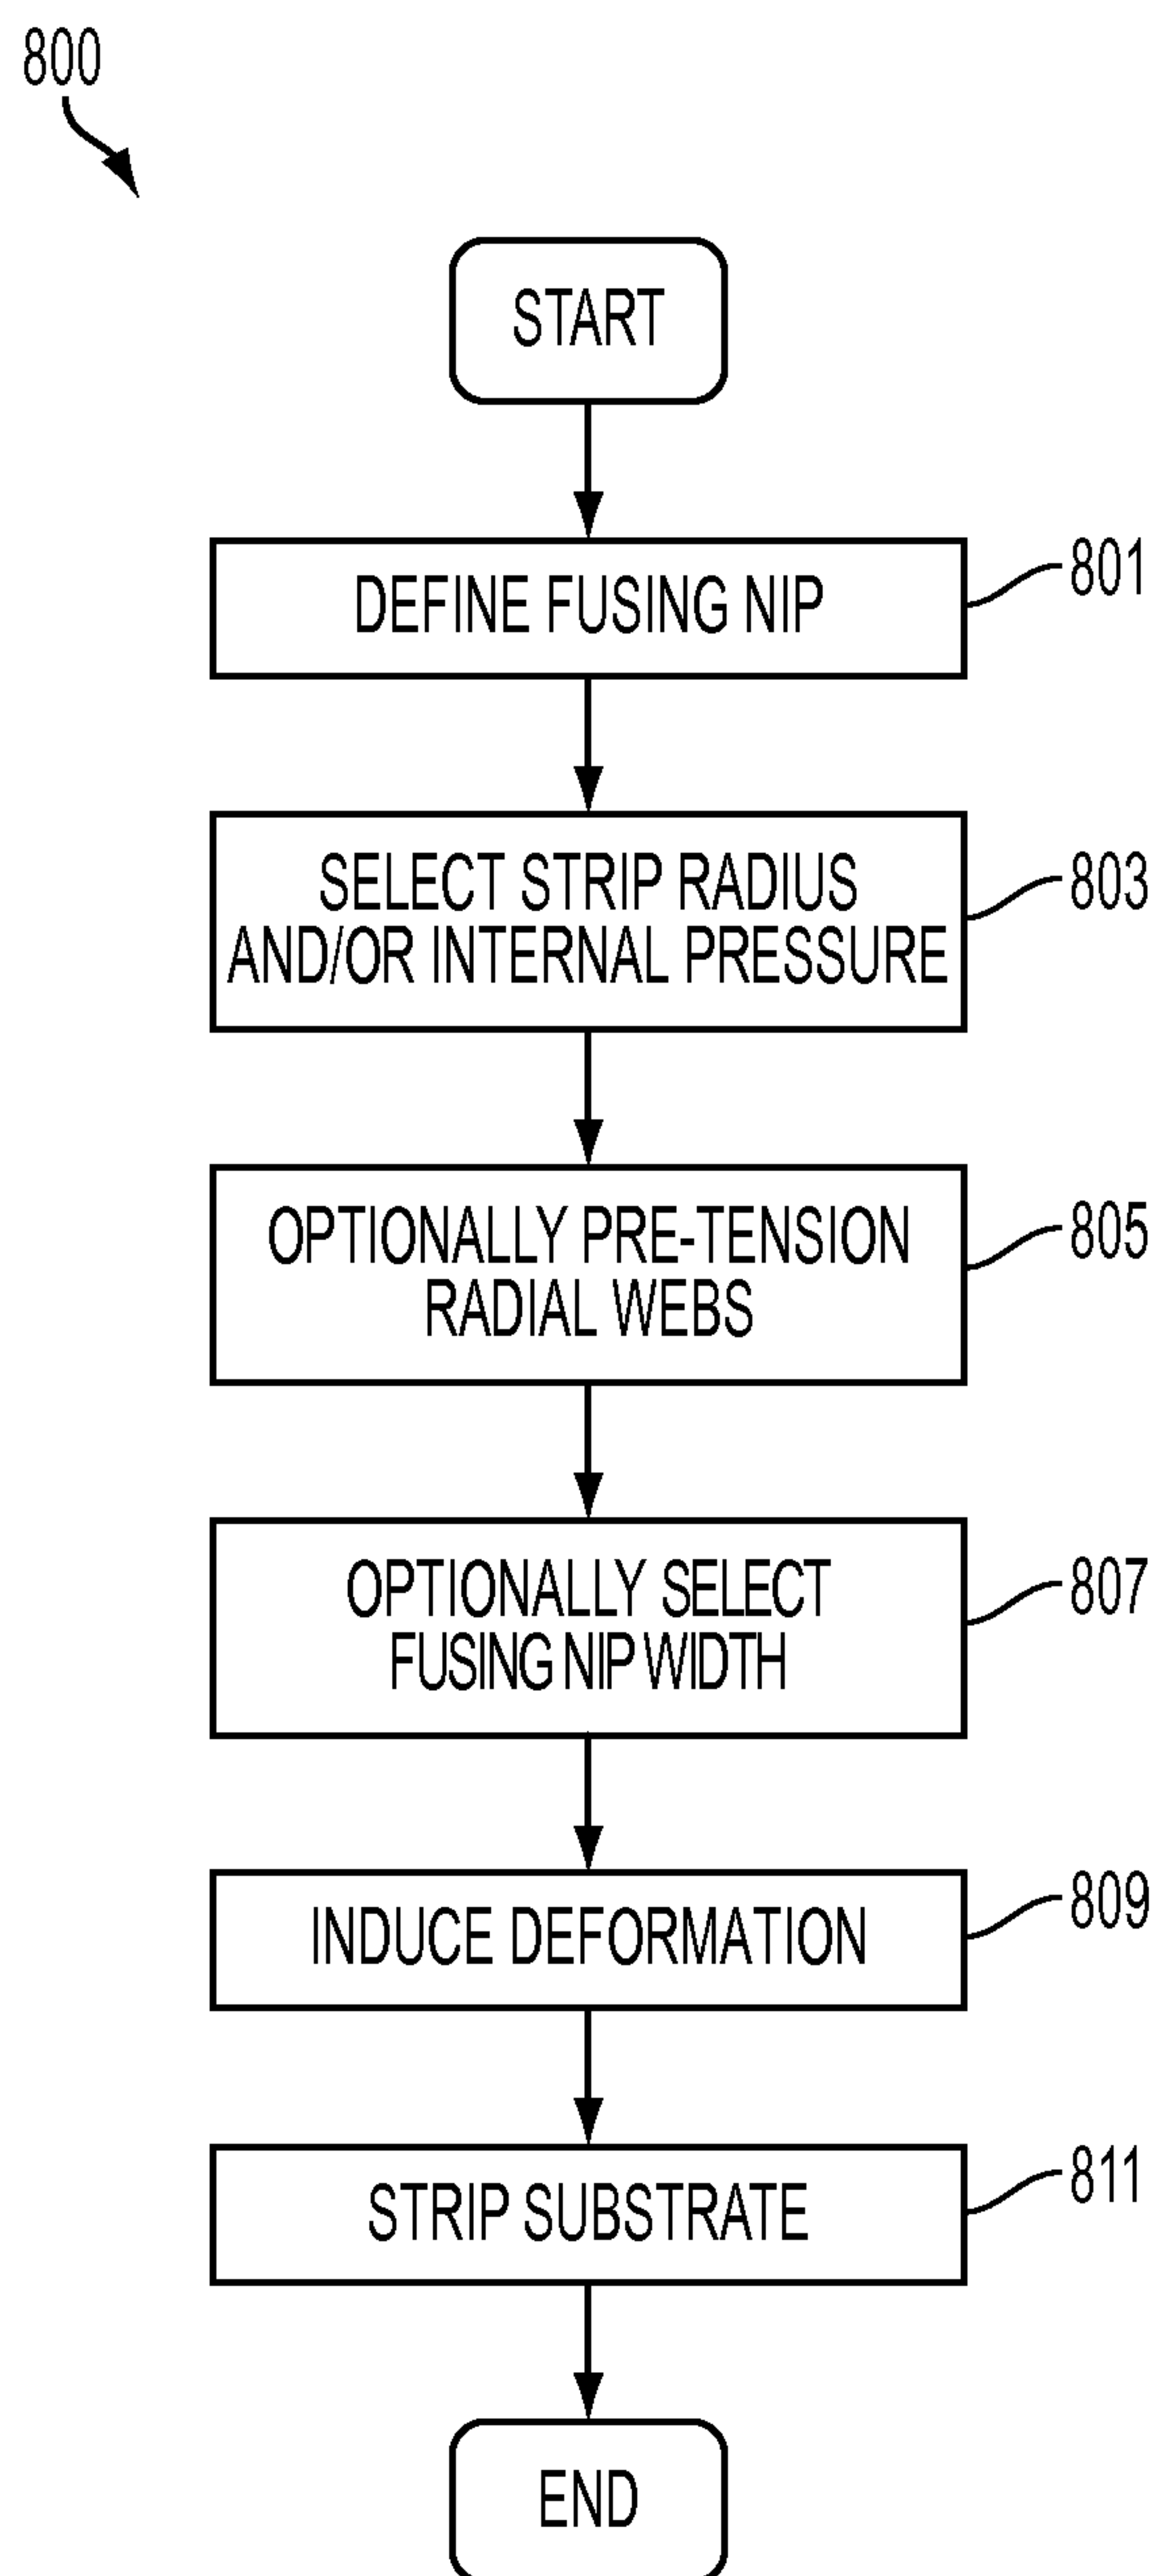 800
START
DEFINE FUSING NIP
801
SELECT STRIP RADIUS
AND/OR INTERNAL PRESSURE
803
OPTIONALLY PRE-TENSION
RADIAL WEBS
805
OPTIONALLY SELECT
FUSING NIP WIDTH
807
INDUCE DEFORMATION
809
STRIP SUBSTRATE
811
END